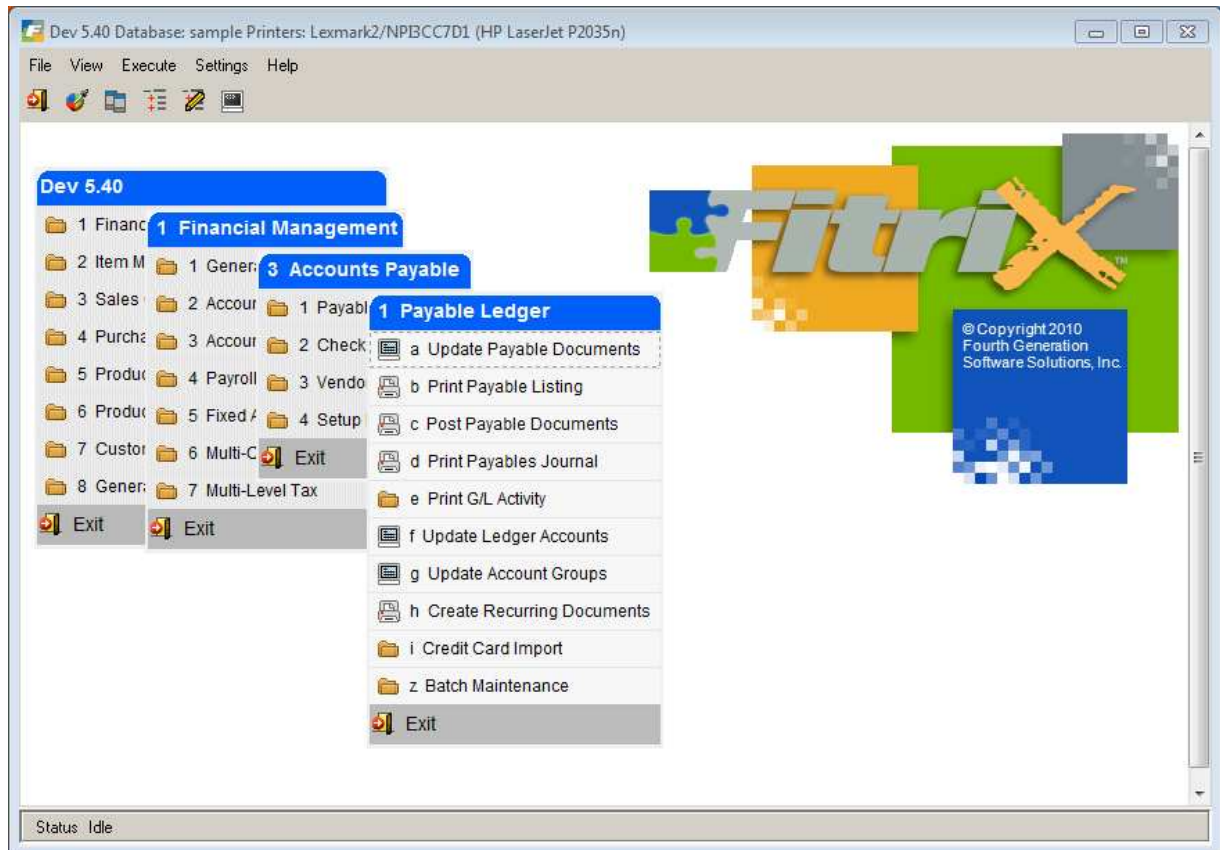 Dev 5.40 Database: sample Printers: Lexmark2/NPI3CC7D1 (HP LaserJet P2035n)
File View Execute Settings Help
Dev 5.40
1 Financ
2 Item M
3 Sales
4 Purcha
5 Produc
6 Produc
7 Custor
8 Genera
Exit
1 Financial Management
1 Genera
2 Accour
3 Accour
4 Payroll
5 Fixed A
6 Multi-C
7 Multi-Level Tax
Exit
3 Accounts Payable
1 Payabl
2 Check
3 Vendo
4 Setup
Exit
1 Payable Ledger
a Update Payable Documents
b Print Payable Listing
c Post Payable Documents
d Print Payables Journal
e Print G/L Activity
f Update Ledger Accounts
g Update Account Groups
h Create Recurring Documents
i Credit Card Import
z Batch Maintenance
Exit
FitriX™
©Copyright 2010
Fourth Generation
Software Solutions, Inc.
Status Idle